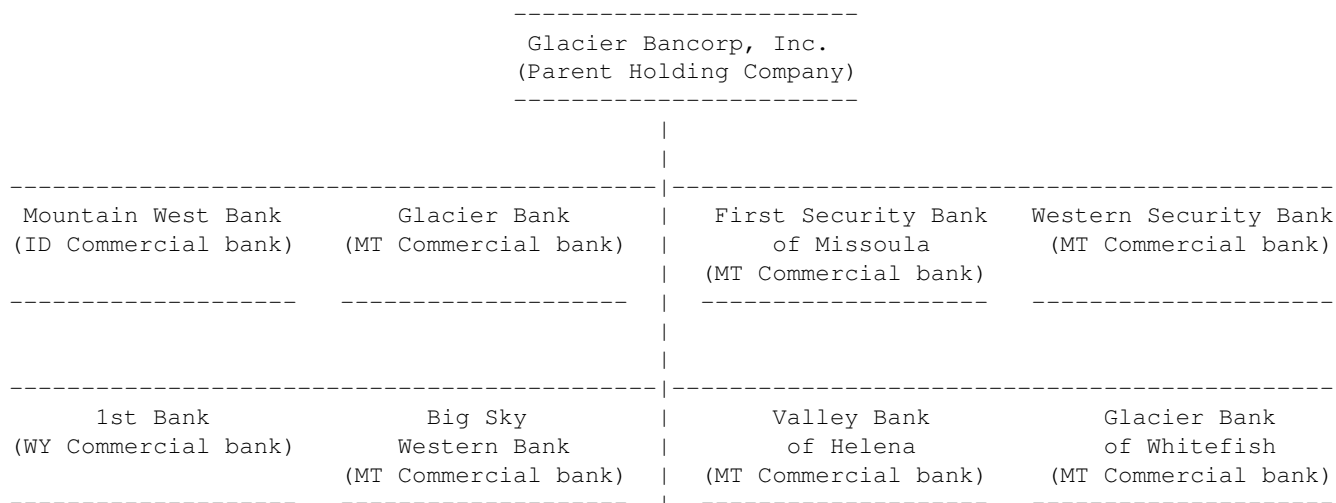 Glacier Bancorp, Inc.
(Parent Holding Company)
Mountain West Bank Glacier Bank First Security Bank Western Security Bank
(ID Commercial bank) (MT Commercial bank) of Missoula (MT Commercial bank)
(MT Commercial bank)
1st Bank Big Sky Valley Bank Glacier Bank
(WY Commercial bank) Western Bank of Helena of Whitefish
(MT Commercial bank) (MT Commercial bank) (MT Commercial bank)